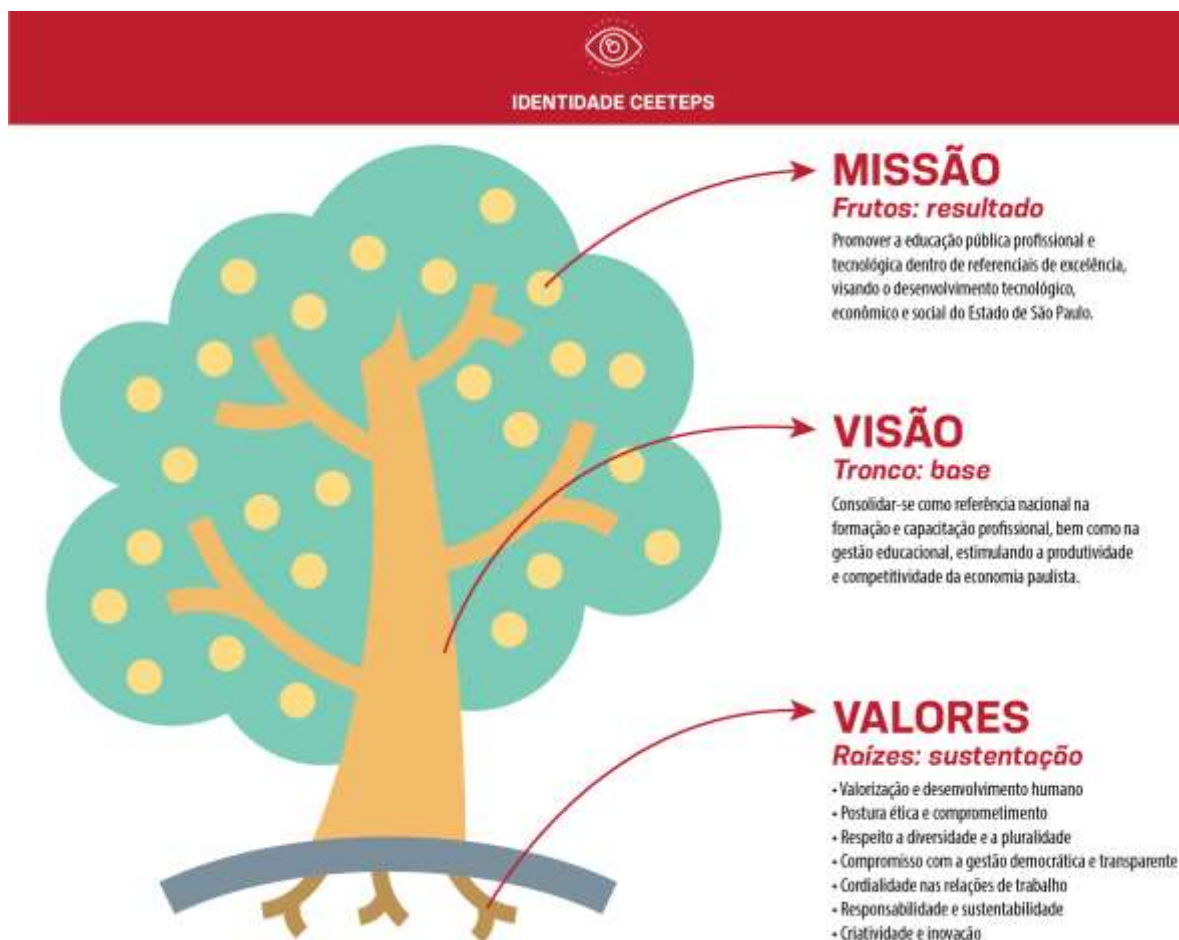 IDENTIDADE CEETEPS
MISSÃO
Frutos: resultado
Promover a educação pública profissional e
tecnológica dentro de referenciais de excelência,
visando o desenvolvimento tecnológico,
econômico e social do Estado de São Paulo.
VISÃO
Tronco: base
Consolidar-se como referência nacional na
formação e capacitação profissional, bem como na
gestão educacional, estimulando a produtividade
e competitividade da economia paulista.
VALORES
Raízes: sustentação
• Valorização e desenvolvimento humano
• Postura ética e comprometimento
• Respeito a diversidade e a pluralidade
• Compromisso com a gestão democrática e transparente
• Cordialidade nas relações de trabalho
• Responsabilidade e sustentabilidade
• Criatividade e inovação